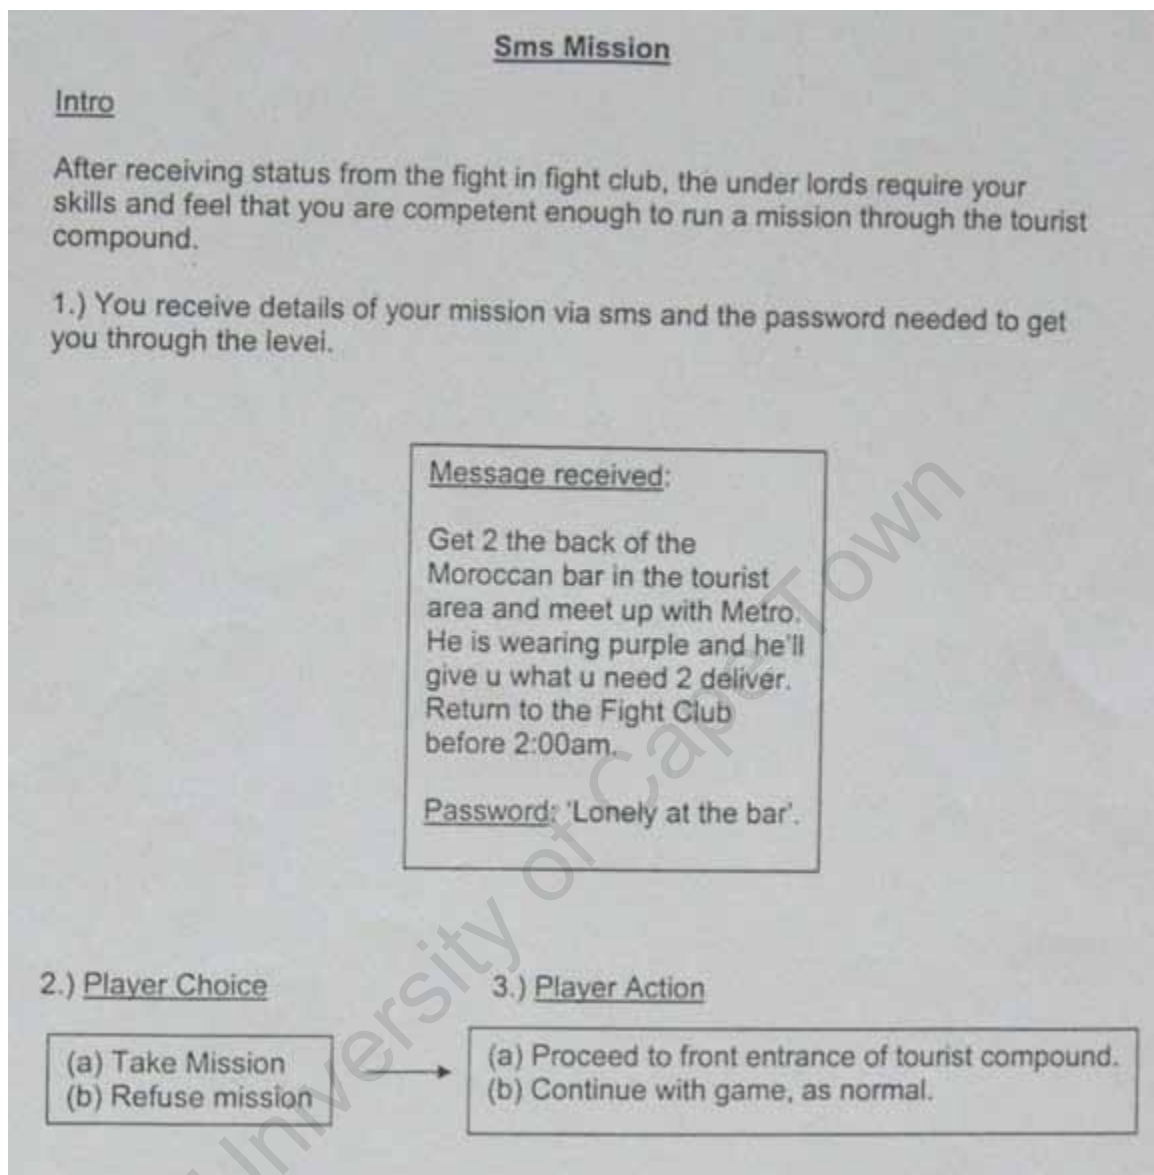 Sms Mission
Intro
After receiving status from the fight in fight club, the under lords require your
skills and feel that you are competent enough to run a mission through the tourist
compound.
1.) You receive details of your mission via sms and the password needed to get
you through the level.
Message received:
Get 2 the back of the
Moroccan bar in the tourist
area and meet up with Metro.
He is wearing purple and he'll
give u what u need 2 deliver.
Return to the Fight Club
before 2:00am.
Password: 'Lonely at the bar'.
2.) Player Choice
3.) Player Action
(a) Take Mission
(b) Refuse mission
(a) Proceed to front entrance of tourist compound.
(b) Continue with game, as normal.
University of Cape Town